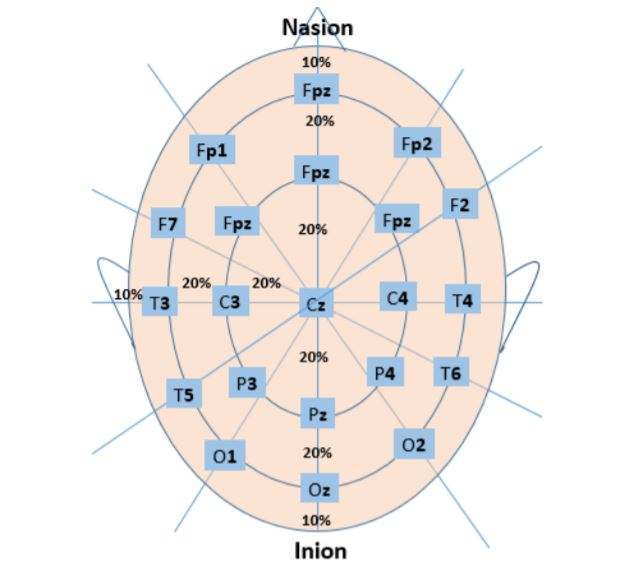 Nasion
10%
Fpz
20%
Fp1
Fp2
Fpz
F2
F7
Fpz
Fpz
20%
20%
20%
10%
T3
C3
Cz
C4
T4
20%
P4
T6
P3
T5
Pz
O2
O1
20%
Oz
10%
Inion